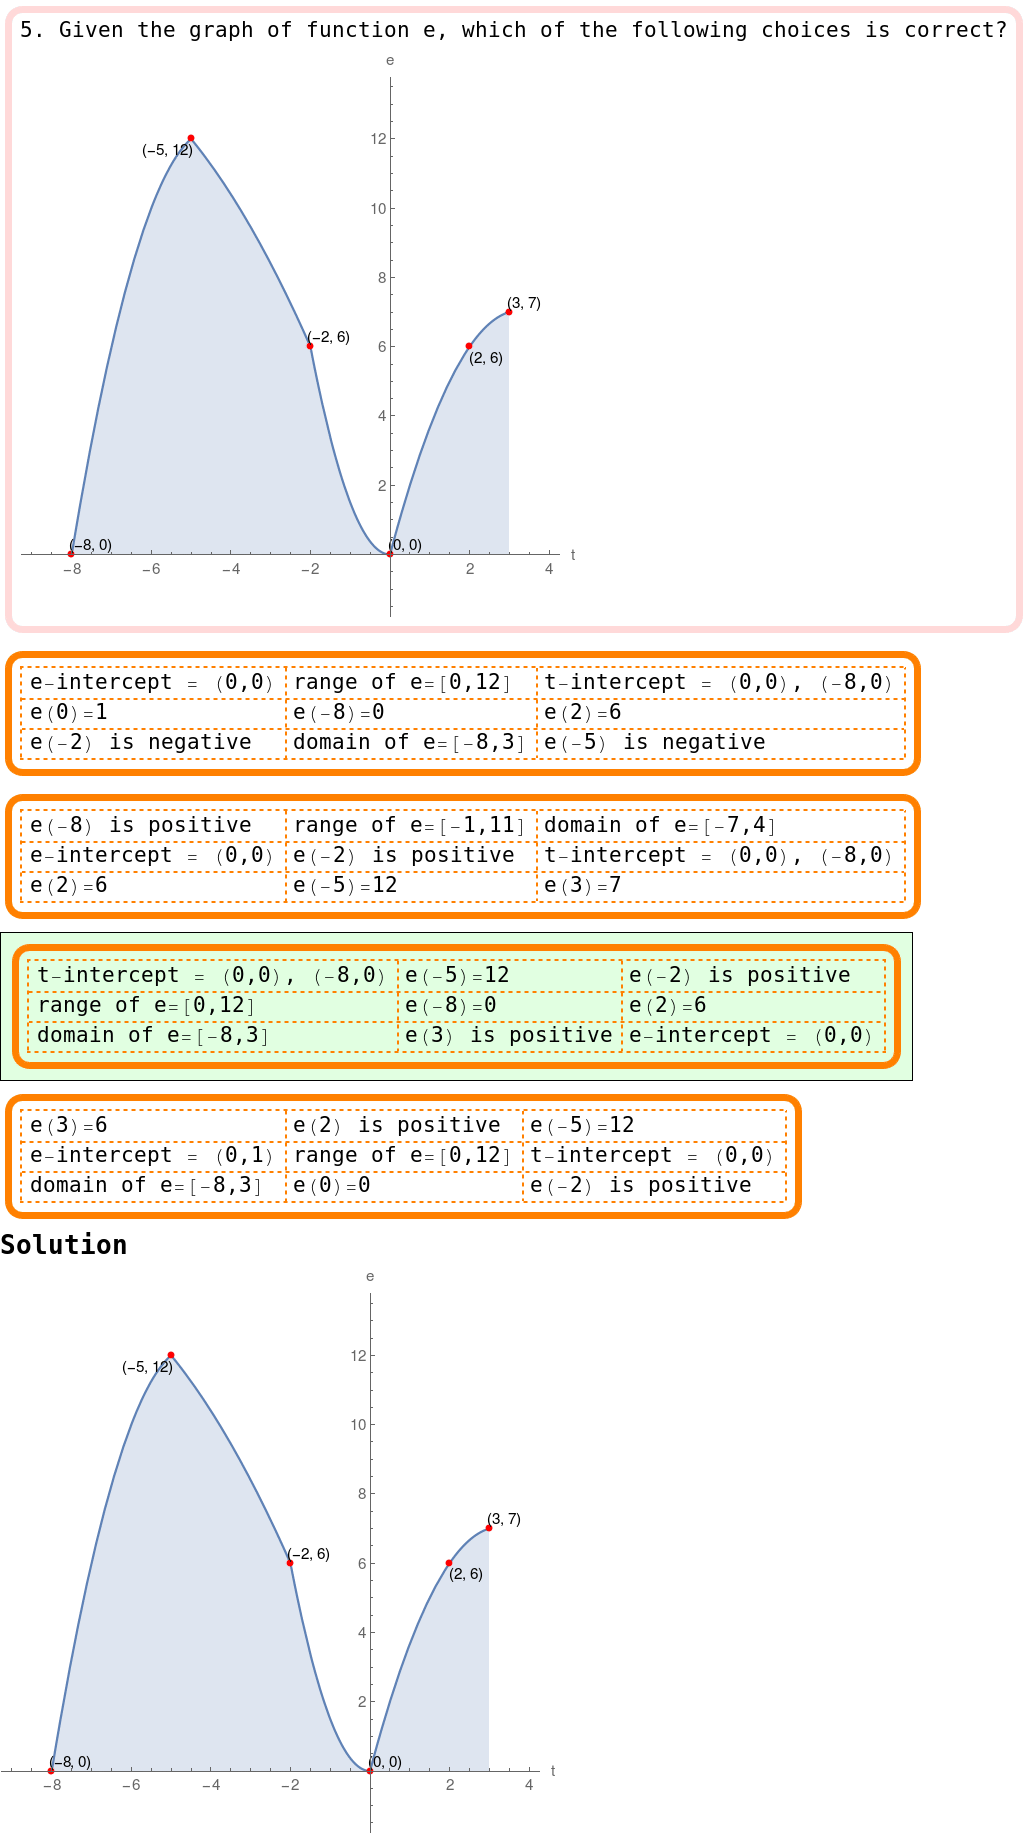 5. Given the graph of function e, which of the following choices is correct?
e
12
(−5, 12)
10
8
(3, 7)
(−2, 6)
6
(2, 6)
4
2
(−8, 0)
(0, 0)
t
−8 −6 −4 −2 2 4
e-intercept = (0,0) range of e=[0,12] t-intercept = (0,0), (-8,0)
e(0)=1 e(-8)=0 e(2)=6
e(-2) is negative domain of e=[-8,3] e(-5) is negative
e(-8) is positive range of e=[-1,11] domain of e=[-7,4]
e-intercept = (0,0) e(-2) is positive t-intercept = (0,0), (-8,0)
e(2)=6 e(-5)=12 e(3)=7
t-intercept = (0,0), (-8,0) e(-5)=12 e(-2) is positive
range of e=[0,12] e(-8)=0 e(2)=6
domain of e=[-8,3] e(3) is positive e-intercept = (0,0)
e(3)=6 e(2) is positive e(-5)=12
e-intercept = (0,1) range of e=[0,12] t-intercept = (0,0)
domain of e=[-8,3] e(0)=0 e(-2) is positive
Solution
e
12
(−5, 12)
10
8
(3, 7)
(−2, 6)
6
(2, 6)
4
2
(−8, 0)
(0, 0)
t
−8 −6 −4 −2 2 4